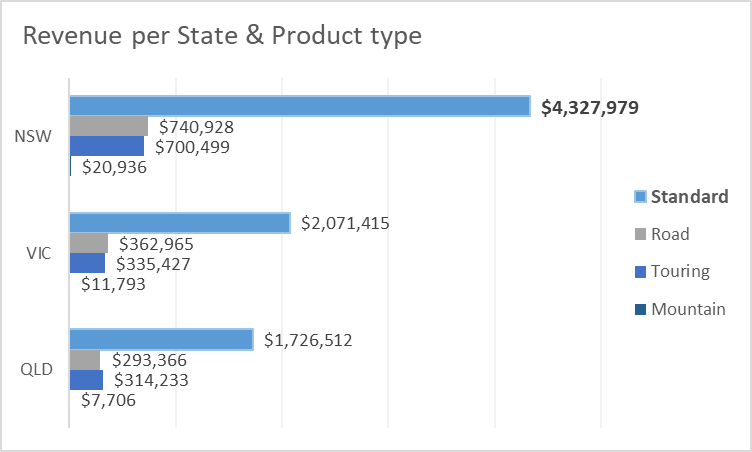 Revenue per State & Product type
NSW
$4,327,979
$740,928
$700,499
$20,936
VIC
$2,071,415
$362,965
$335,427
$11,793
QLD
$1,726,512
$293,366
$314,233
$7,706
Standard
Road
Touring
Mountain